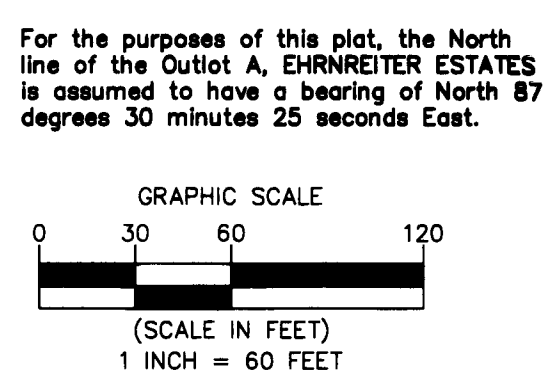 For the purposes of this plat, the North
line of the Outlot A, EHRNREITER ESTATES
is assumed to have a bearing of North 87
degrees 30 minutes 25 seconds East.
GRAPHIC SCALE
0 30 60 120
(SCALE IN FEET)
1 INCH = 60 FEET